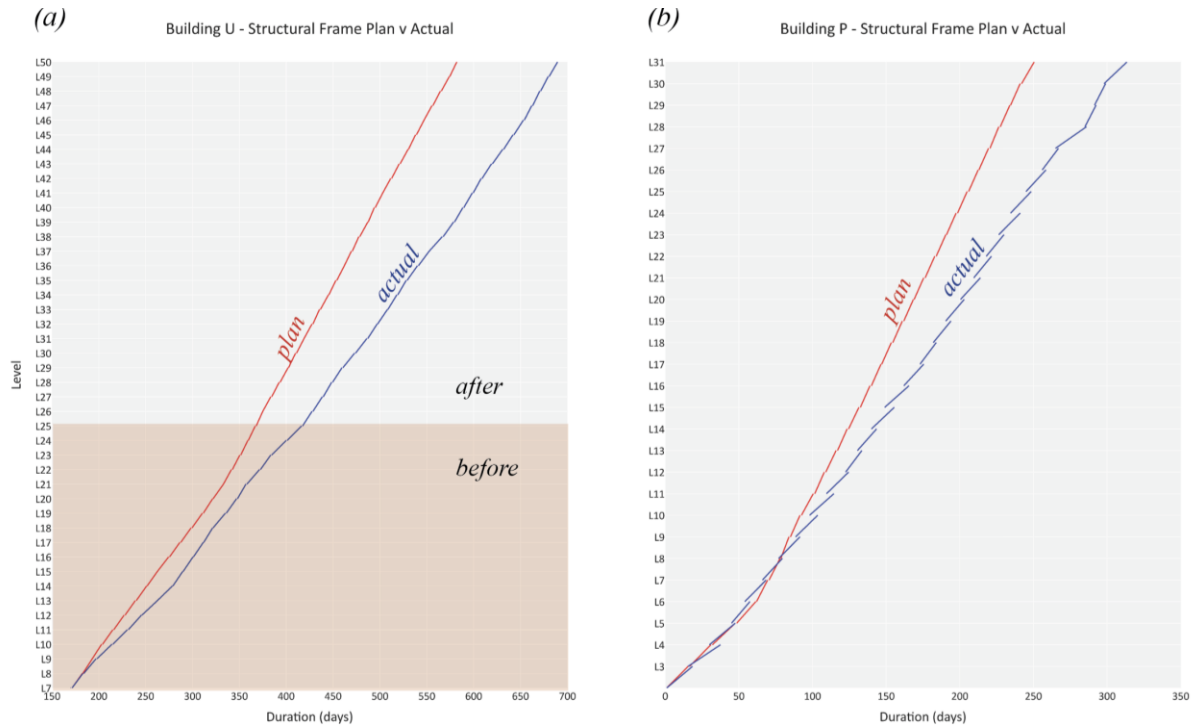 (a)
Building U - Structural Frame Plan v Actual
L50
L49
L48
L47
L46
L45
L44
L43
L42
L41
L40
L39
L38
L37
L36
L35
L34
L33
L32
L31
L30
L29
L28
L27
L26
L25
L24
L23
L22
L21
L20
L19
L18
L17
L16
L15
L14
L13
L12
L11
L10
L9
L8
L7
Level
plan
actual
after
before
150 200 250 300 350 400 450 500 550 600 650 700
Duration (days)
(b)
Building P - Structural Frame Plan v Actual
L31
L30
L29
L28
L27
L26
L25
L24
L23
L22
L21
L20
L19
L18
L17
L16
L15
L14
L13
L12
L11
L10
L9
L8
L7
L6
L5
L4
L3
plan
actual
0 50 100 150 200 250 300 350
Duration (days)